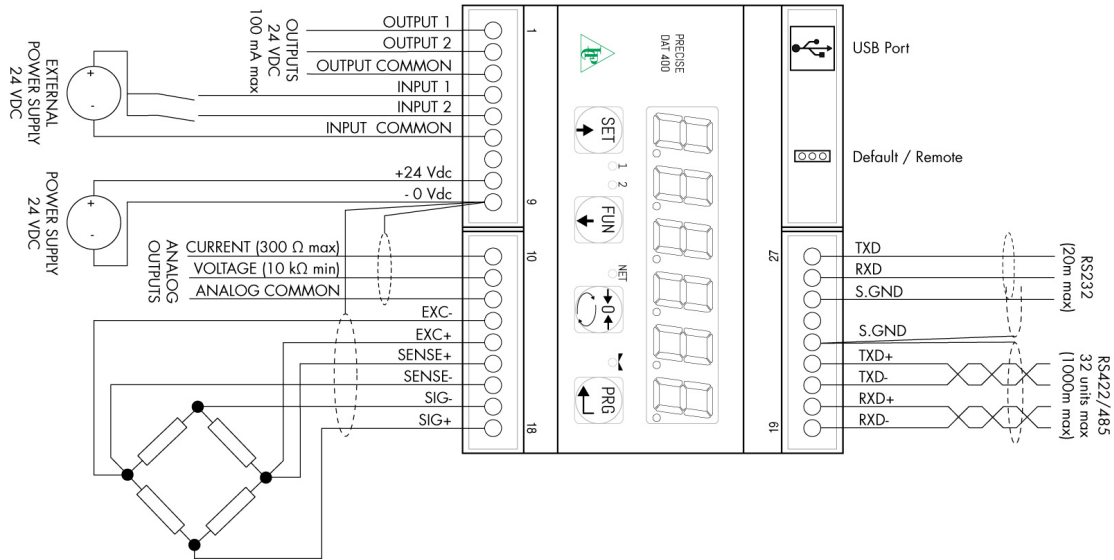 OUTPUT 1
OUTPUT 2
OUTPUT COMMON
INPUT 1
INPUT 2
INPUT COMMON
+24 Vdc
- 0 Vdc
OUTPUTS
24 VDC
100 mA max
EXTERNAL
POWER SUPPLY
24 VDC
+
-
POWER SUPPLY
24 VDC
+
-
1
9
CURRENT (300 Ω max)
VOLTAGE (10 kΩ min)
ANALOG COMMON
EXC-
EXC+
SENSE+
SENSE-
SIG-
SIG+
ANALOG
OUTPUTS
10
18
PRECISE
DAT 400
SET
1
2
FUN
NET
0
PRG
USB Port
Default / Remote
27
19
TXD
RXD
S.GND
S.GND
TXD+
TXD-
RXD+
RXD-
RS232
(20m max)
RS422/485
32 units max
(1000m max)